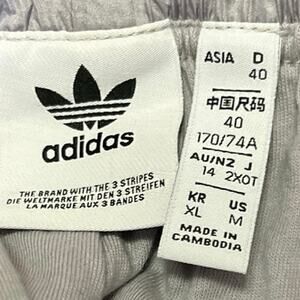 adidas
THE BRAND WITH THE 3 STRIPES
DIE WELTMARKE MIT DEN 3 STREIFEN
LA MARQUE AUX 3 BANDES
ASIA D
40
中国尺码
40
170/74A
AU/NZ J
14 2XOT
KR US
XL M
MADE IN
CAMBODIA